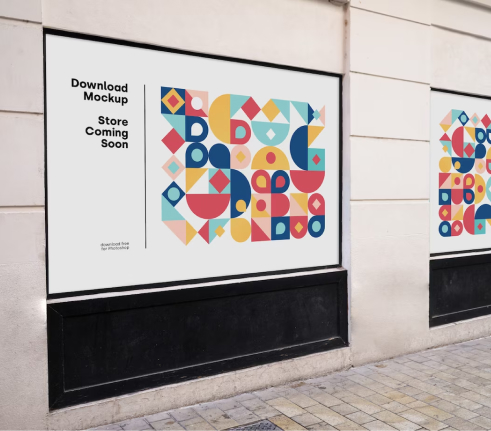 Download
Mockup
Store
Coming
Soon
Download free
for Photoshop